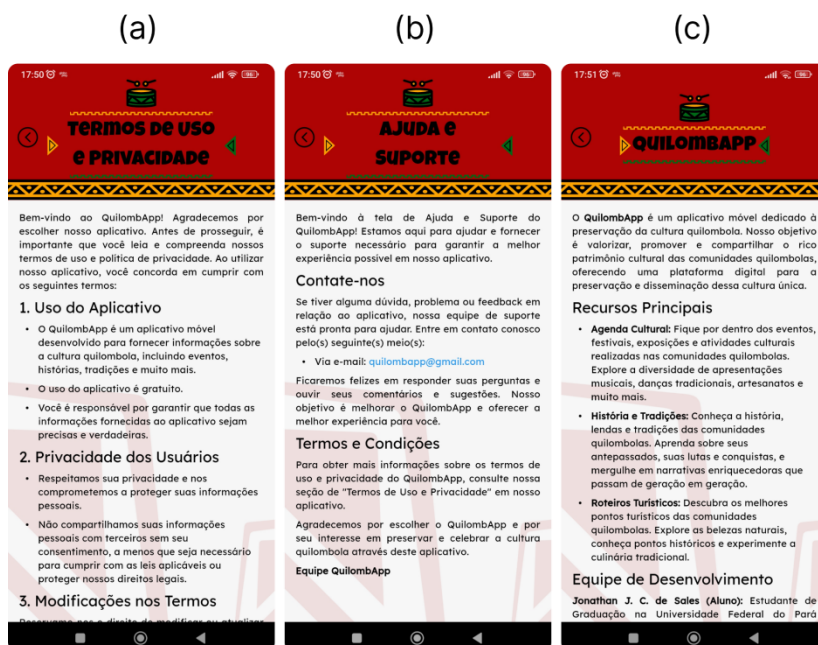 (a)
17:50
TERMOS DE USO
E PRIVACIDADE
Bem-vindo ao QuilombApp! Agradecemos por
escolher nosso aplicativo. Antes de prosseguir, é
importante que você leia e compreenda nossos
termos de uso e política de privacidade. Ao utilizar
nosso aplicativo, você concorda em cumprir com
os seguintes termos:
1. Uso do Aplicativo
• O QuilombApp é um aplicativo móvel
desenvolvido para fornecer informações sobre
a cultura quilombola, incluindo eventos,
histórias, tradições e muito mais.
• O uso do aplicativo é gratuito.
• Você é responsável por garantir que todas as
informações fornecidas ao aplicativo sejam
precisas e verdadeiras.
2. Privacidade dos Usuários
• Respeitamos sua privacidade e nos
comprometemos a proteger suas informações
pessoais.
• Não compartilhamos suas informações
pessoais com terceiros sem seu
consentimento, a menos que seja necessário
para cumprir com as leis aplicáveis ou
proteger nossos direitos legais.
3. Modificações nos Termos
(b)
17:50
AJUDA E
SUPORTE
Bem-vindo à tela de Ajuda e Suporte do
QuilombApp! Estamos aqui para ajudar e fornecer
o suporte necessário para garantir a melhor
experiência possível em nosso aplicativo.
Contate-nos
Se tiver alguma dúvida, problema ou feedback em
relação ao aplicativo, nossa equipe de suporte
está pronta para ajudar. Entre em contato conosco
pelo(s) seguinte(s) meio(s):
• Via e-mail: quilombapp@gmail.com
Ficaremos felizes em responder suas perguntas e
ouvir seus comentários e sugestões. Nosso
objetivo é melhorar o QuilombApp e oferecer a
melhor experiência para você.
Termos e Condições
Para obter mais informações sobre os termos de
uso e privacidade do QuilombApp, consulte nossa
seção de "Termos de Uso e Privacidade" em nosso
aplicativo.
Agradecemos por escolher o QuilombApp e por
seu interesse em preservar e celebrar a cultura
quilombola através deste aplicativo.
Equipe QuilombApp
(c)
17:51
QUILOMBAPP
O QuilombApp é um aplicativo móvel dedicado à
preservação da cultura quilombola. Nosso objetivo
é valorizar, promover e compartilhar o rico
patrimônio cultural das comunidades quilombolas,
oferecendo uma plataforma digital para a
preservação e disseminação dessa cultura única.
Recursos Principais
• Agenda Cultural: Fique por dentro dos eventos,
festivais, exposições e atividades culturais
realizadas nas comunidades quilombolas.
Explore a diversidade de apresentações
musicais, danças tradicionais, artesanatos e
muito mais.
• História e Tradições: Conheça a história,
lendas e tradições das comunidades
quilombolas. Aprenda sobre seus
antepassados, suas lutas e conquistas, e
mergulhe em narrativas enriquecedoras que
passam de geração em geração.
• Roteiros Turísticos: Descubra os melhores
pontos turísticos das comunidades
quilombolas. Explore as belezas naturais,
conheça pontos históricos e experimente a
culinária tradicional.
Equipe de Desenvolvimento
Jonathan J. C. de Sales (Aluno): Estudante de
Graduação na Universidade Federal do Pará